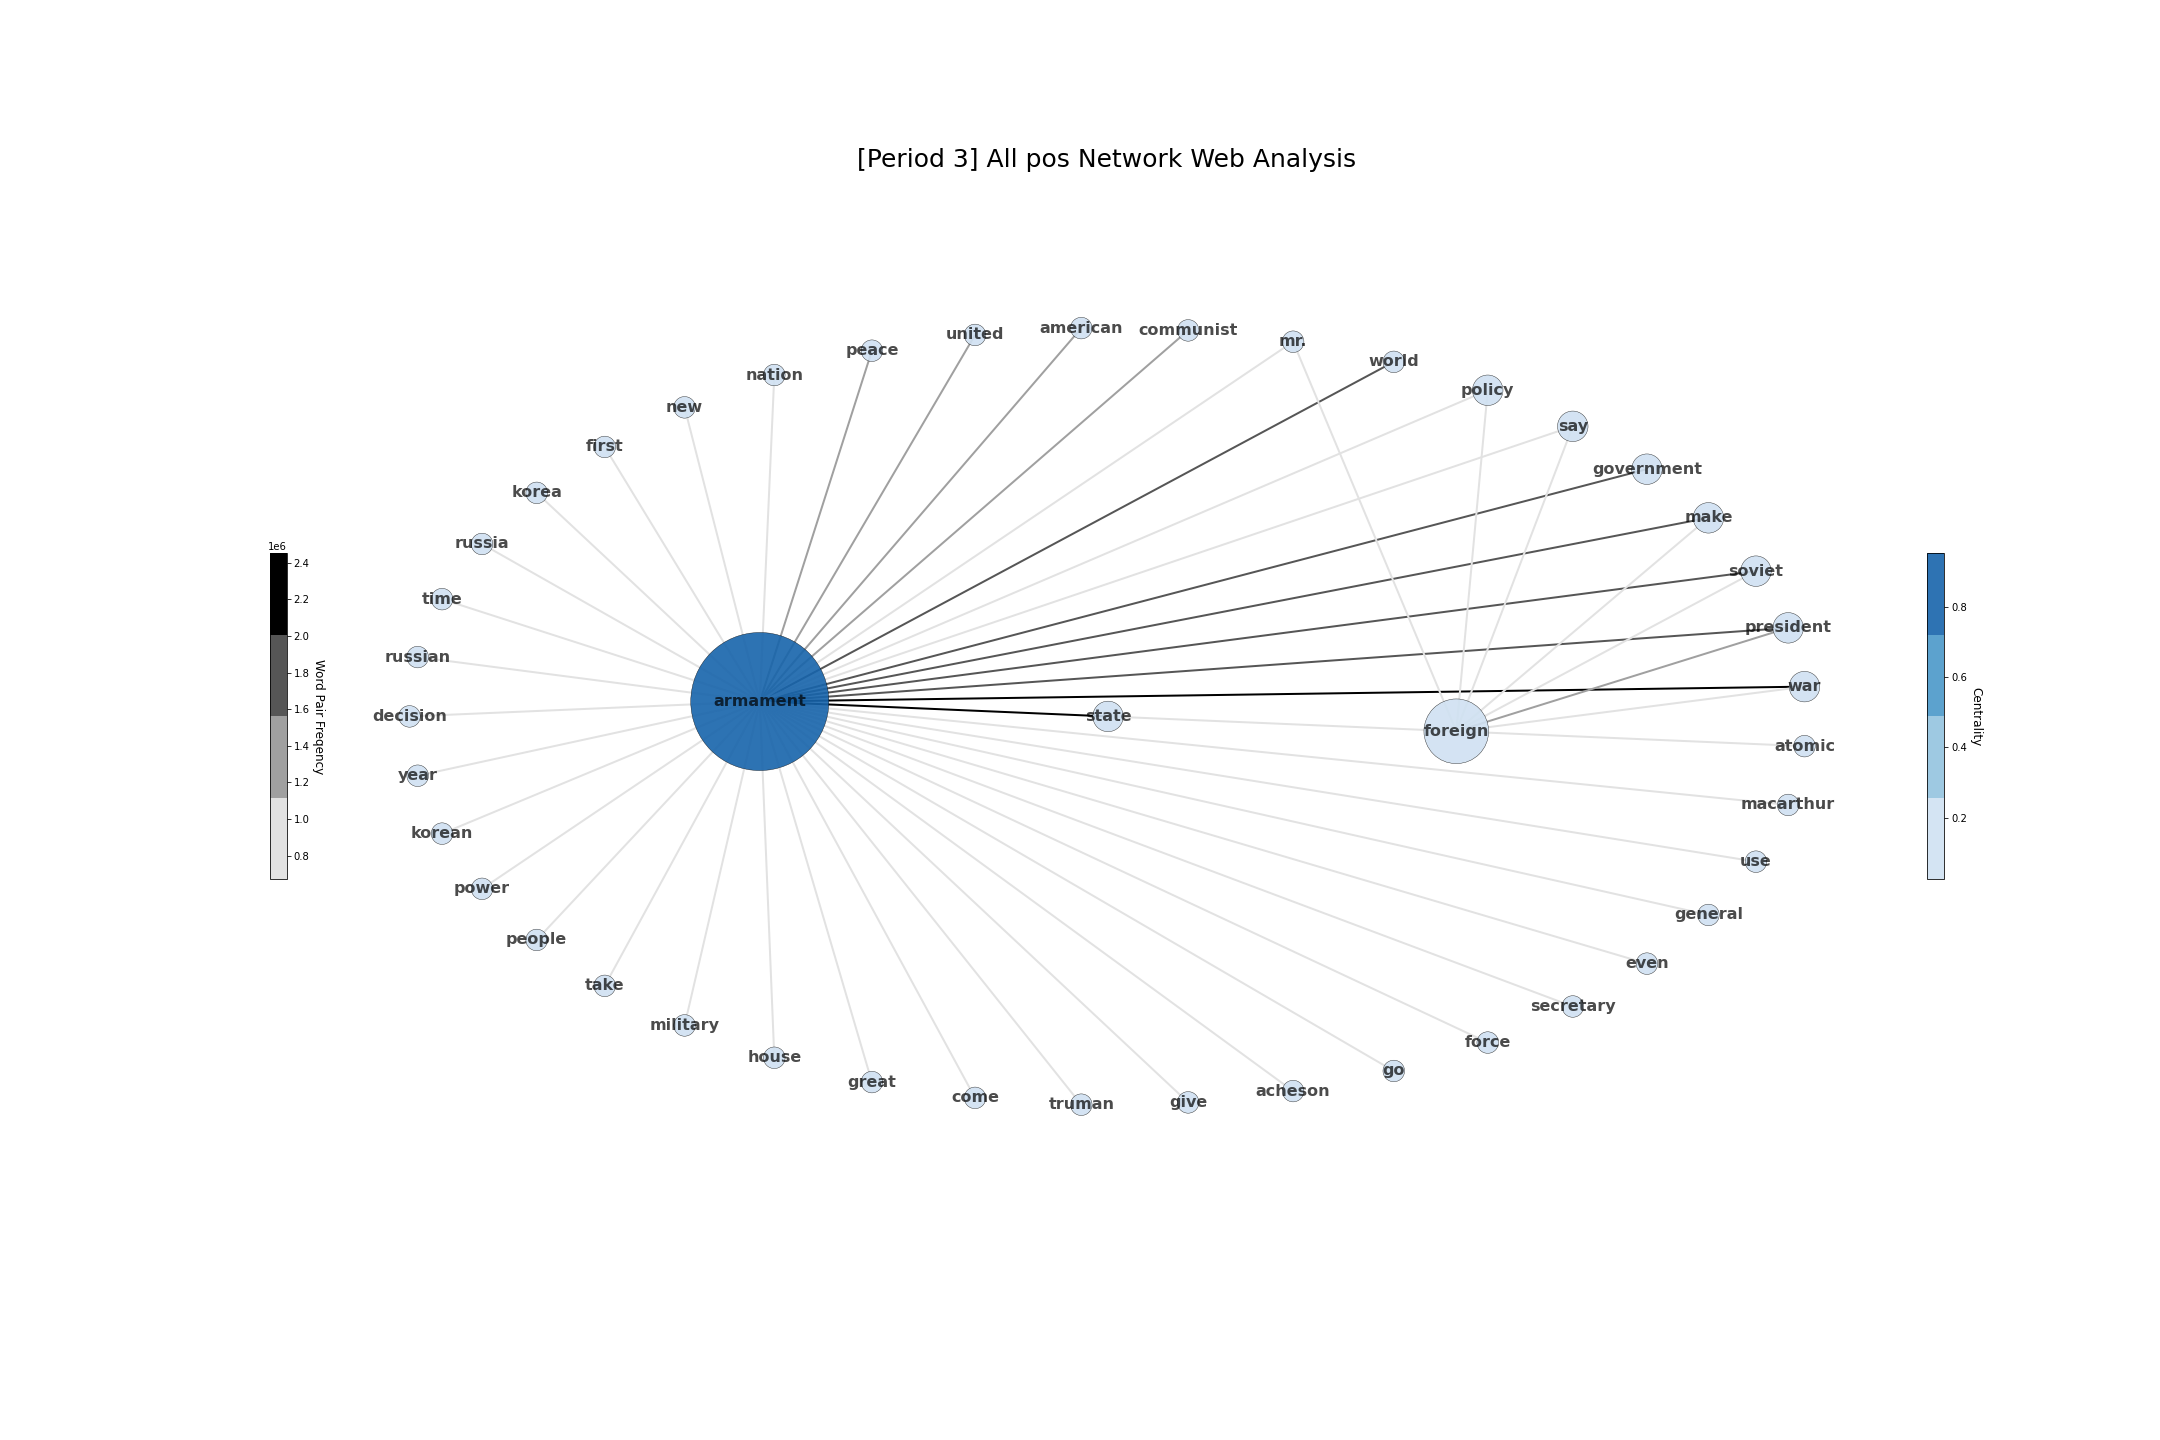 [Period 3] All pos Network Web Analysis
american
communist
united
mr.
peace
world
nation
policy
new
say
first
government
korea
make
russia
soviet
time
president
russian
war
armament
decision
state
foreign
atomic
year
macarthur
korean
use
power
general
people
even
take
secretary
military
force
house
go
great
acheson
come
give
truman
1e6
2.4
2.2
2.0
1.8
1.6
1.4
1.2
1.0
0.8
Word Pair Freqency
0.8
0.6
0.4
0.2
Centrality